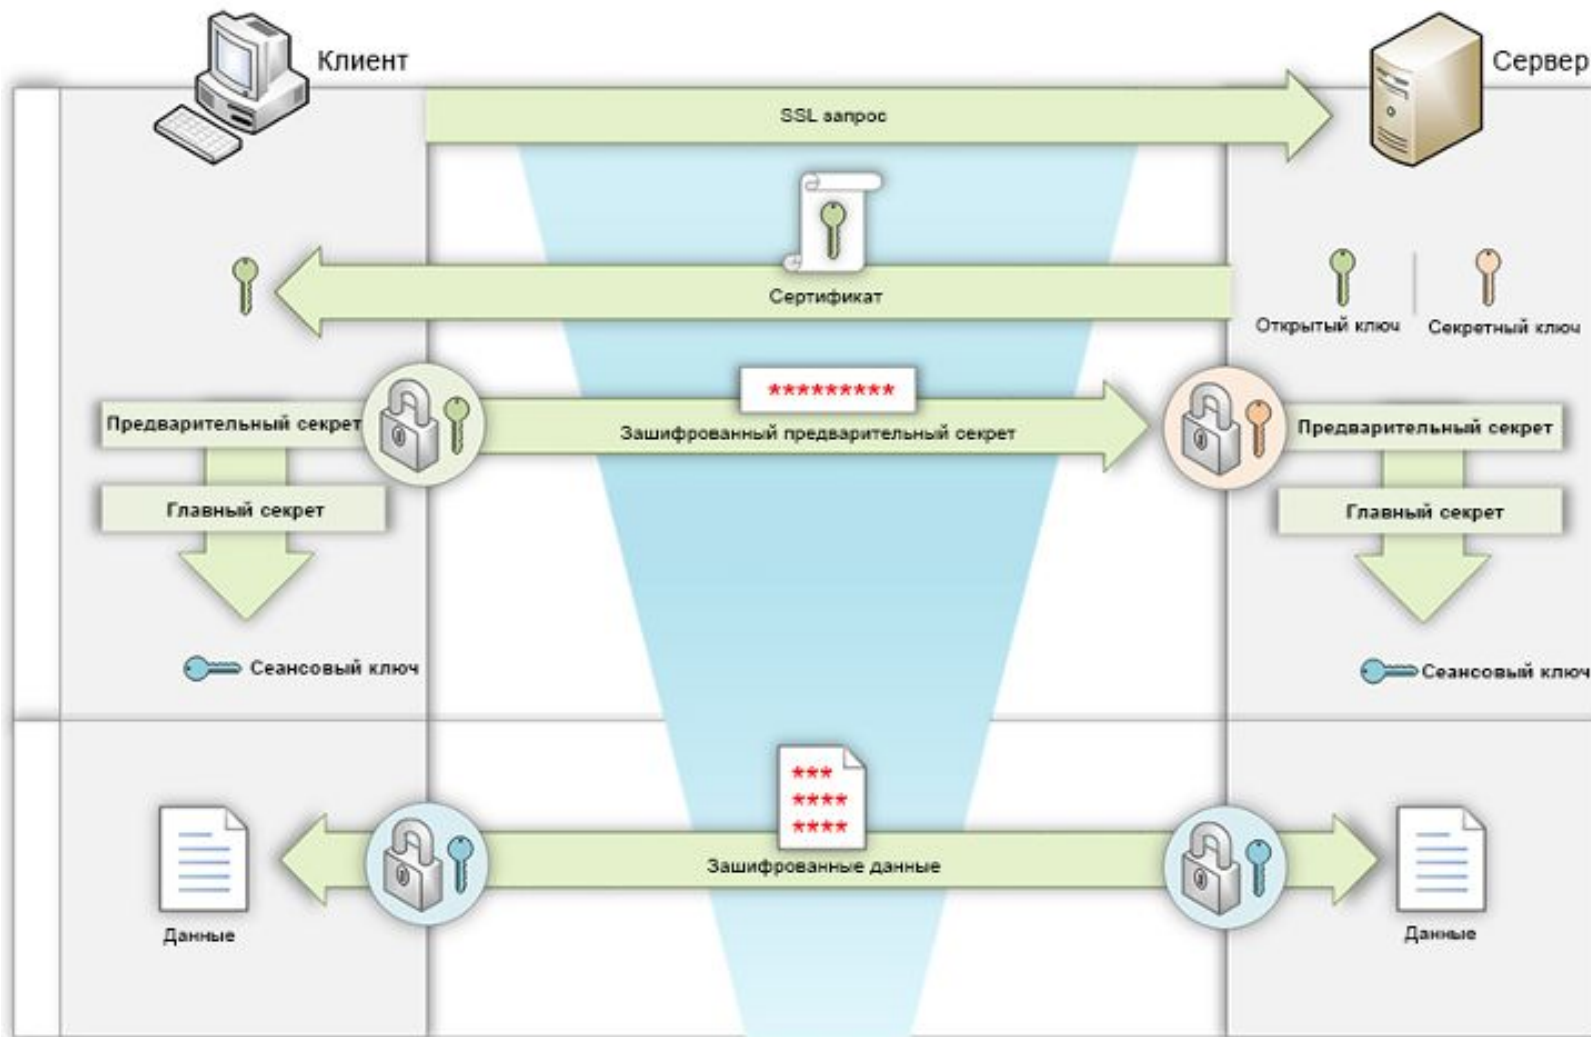 Клиент
Сервер
SSL запрос
Сертификат
Открытый ключ
Секретный ключ
*********
Предварительный секрет
Зашифрованный предварительный секрет
Предварительный секрет
Главный секрет
Главный секрет
Сеансовый ключ
Сеансовый ключ
***
****
****
Зашифрованные данные
Данные
Данные